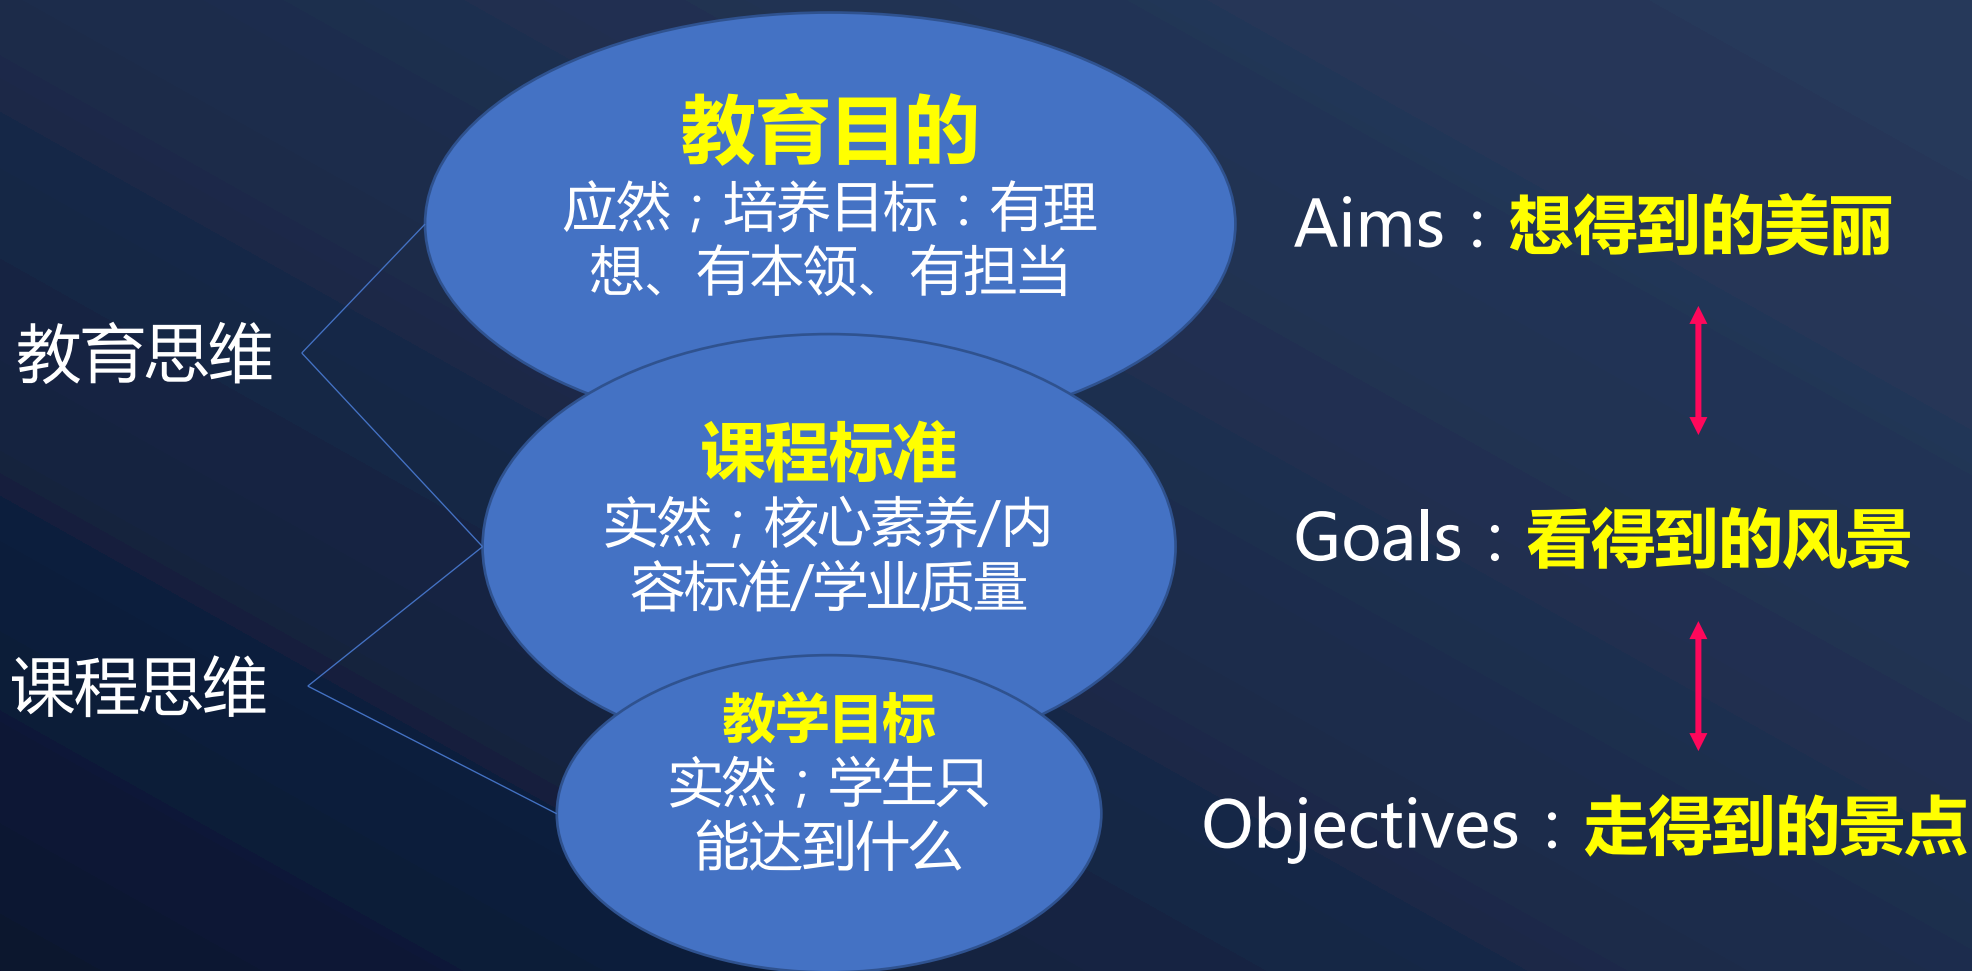 教育目的
应然；培养目标：有理
想、有本领、有担当
Aims：想得到的美丽
教育思维
课程标准
实然；核心素养/内
容标准/学业质量
Goals：看得到的风景
课程思维
教学目标
实然；学生只
能达到什么
Objectives：走得到的景点